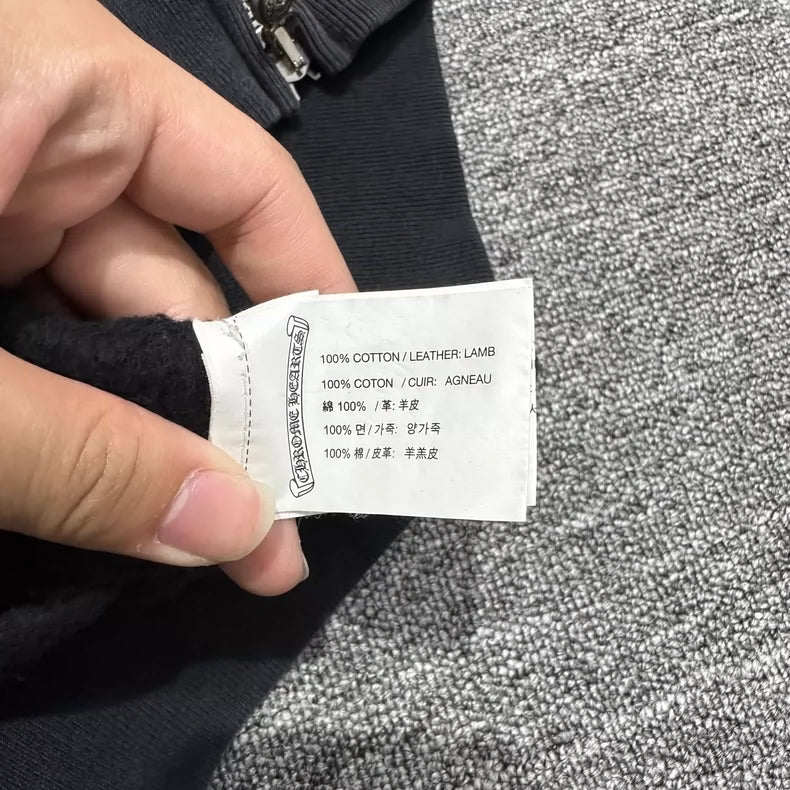 CHROME HEARTS
100% COTTON / LEATHER: LAMB
100% COTON / CUIR: AGNEAU
綿 100% / 革: 羊皮
100% 면 / 가죽: 양가죽
100% 棉 / 皮革: 羊羔皮